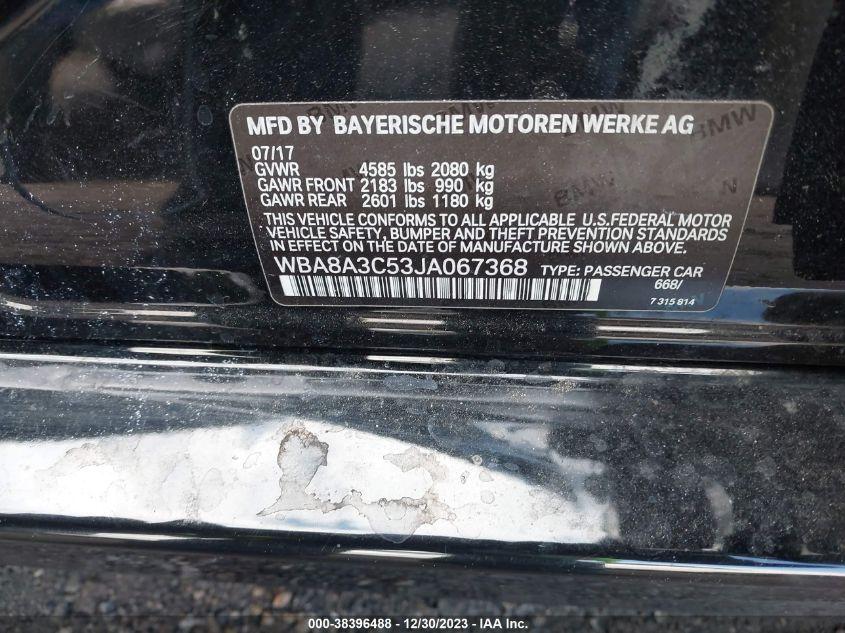 MFD BY BAYERISCHE MOTOREN WERKE AG
07/17
GVWR 4585 lbs 2080 kg
GAWR FRONT 2183 lbs 990 kg
GAWR REAR 2601 lbs 1180 kg
THIS VEHICLE CONFORMS TO ALL APPLICABLE U.S.FEDERAL MOTOR
VEHICLE SAFETY, BUMPER AND THEFT PREVENTION STANDARDS
IN EFFECT ON THE DATE OF MANUFACTURE SHOWN ABOVE.
WBA8A3C53JA067368 TYPE: PASSENGER CAR
668/
7 315 814
BMW
BMW
BMW
000-38396488 - 12/30/2023 - IAA Inc.